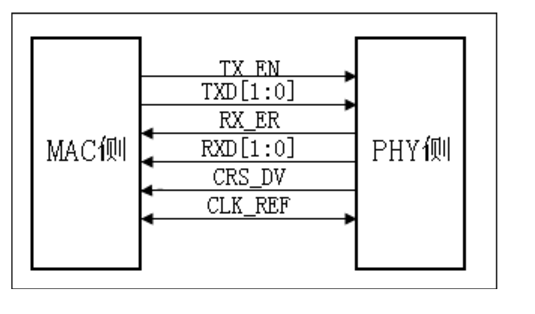 TX_EN
TXD[1:0]
RX_ER
MAC侧
RXD[1:0]
PHY侧
CRS_DV
CLK_REF